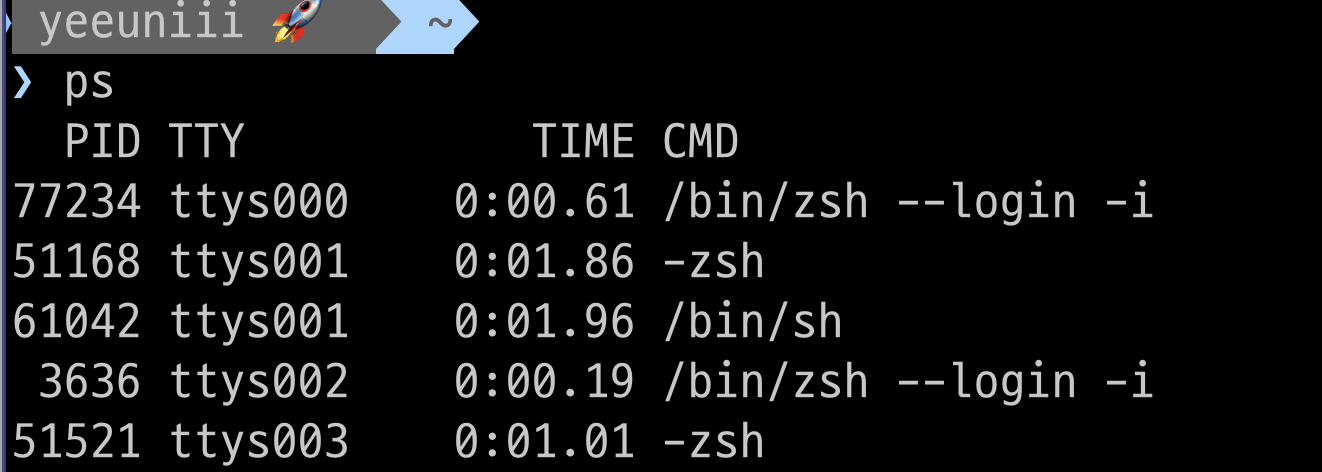 yeeuniii 🚀 ~
❯ ps
  PID TTY           TIME CMD
77234 ttys000    0:00.61 /bin/zsh --login -i
51168 ttys001    0:01.86 -zsh
61042 ttys001    0:01.96 /bin/sh
 3636 ttys002    0:00.19 /bin/zsh --login -i
51521 ttys003    0:01.01 -zsh